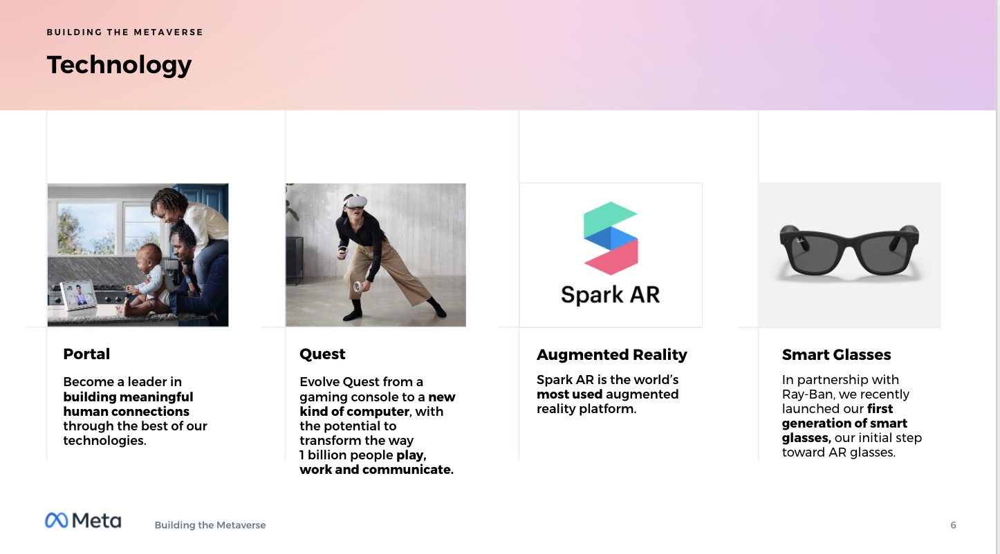 BUILDING THE METAVERSE
Technology
Spark AR
Portal
Become a leader in
building meaningful
human connections
through the best of our
technologies.
Quest
Evolve Quest from a
gaming console to a new
kind of computer, with
the potential to
transform the way
1 billion people play,
work and communicate.
Augmented Reality
Spark AR is the world’s
most used augmented
reality platform.
Smart Glasses
In partnership with
Ray-Ban, we recently
launched our first
generation of smart
glasses, our initial step
toward AR glasses.
Meta
Building the Metaverse
6